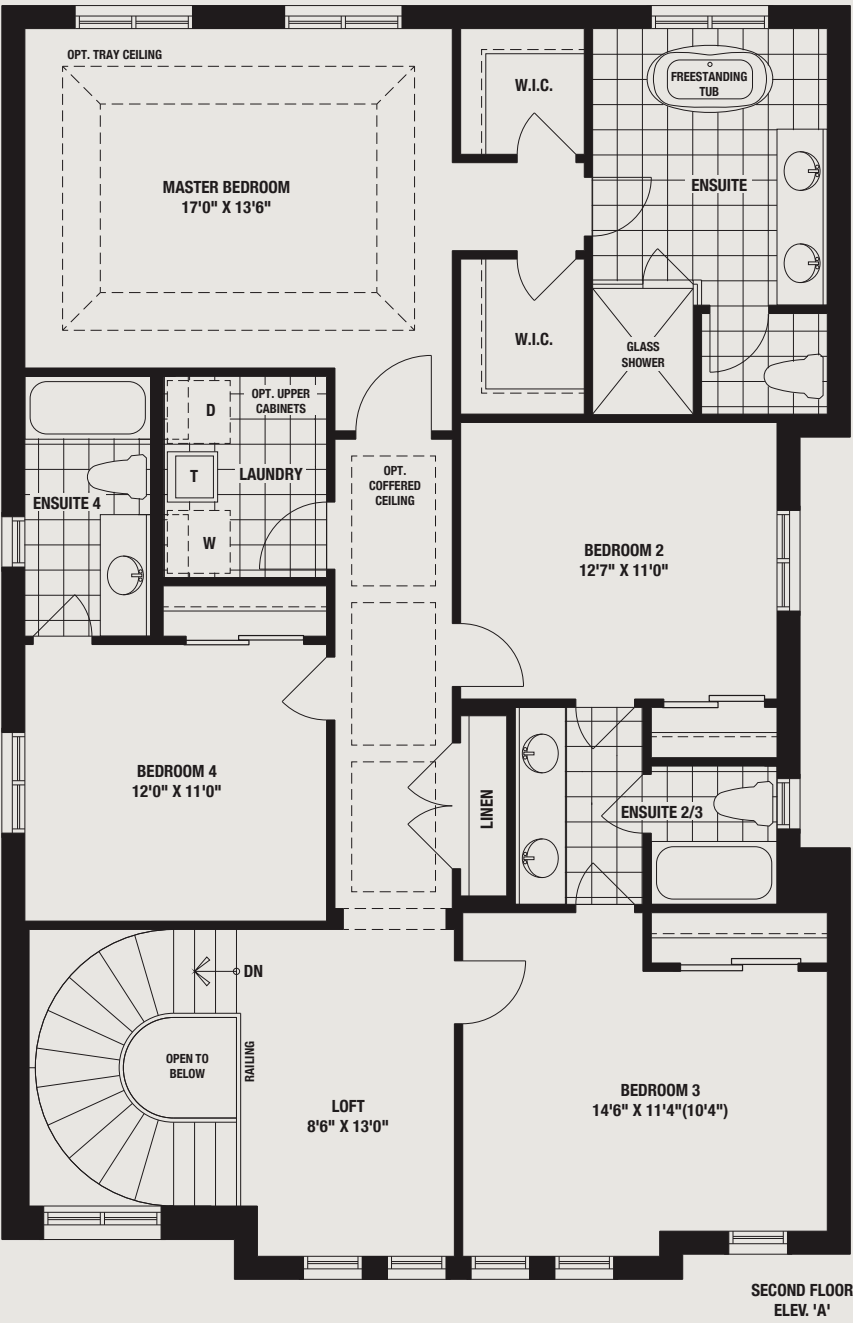 OPT. TRAY CEILING
MASTER BEDROOM
17'0" X 13'6"
W.I.C.
FREESTANDING
TUB
ENSUITE
W.I.C.
GLASS
SHOWER
D
OPT. UPPER
CABINETS
T
LAUNDRY
W
ENSUITE 4
OPT.
COFFERED
CEILING
BEDROOM 2
12'7" X 11'0"
BEDROOM 4
12'0" X 11'0"
LINEN
ENSUITE 2/3
DN
OPEN TO
BELOW
RAILING
LOFT
8'6" X 13'0"
BEDROOM 3
14'6" X 11'4"(10'4")
SECOND FLOOR
ELEV. 'A'